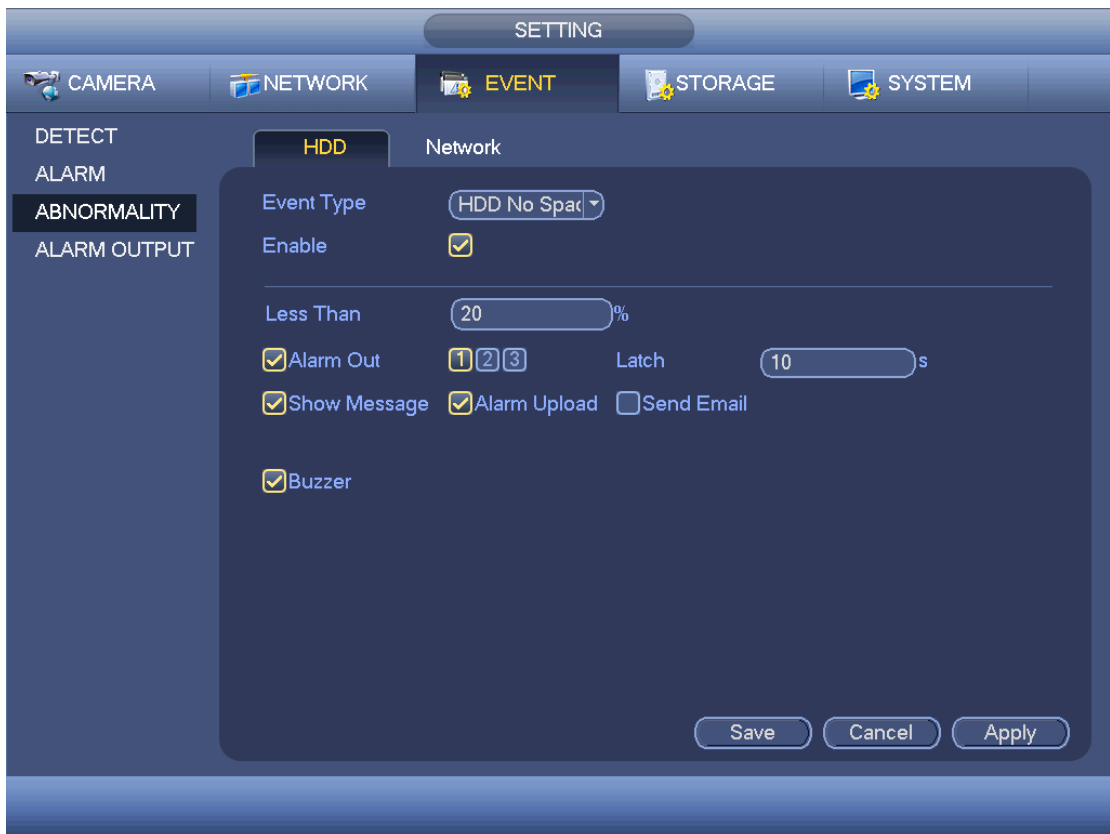 SETTING
CAMERA NETWORK EVENT STORAGE SYSTEM
DETECT
ALARM
ABNORMALITY
ALARM OUTPUT
HDD Network
Event Type HDD No Spac
Enable
Less Than 20 %
Alarm Out 1 2 3 Latch 10 s
Show Message Alarm Upload Send Email
Buzzer
Save Cancel Apply